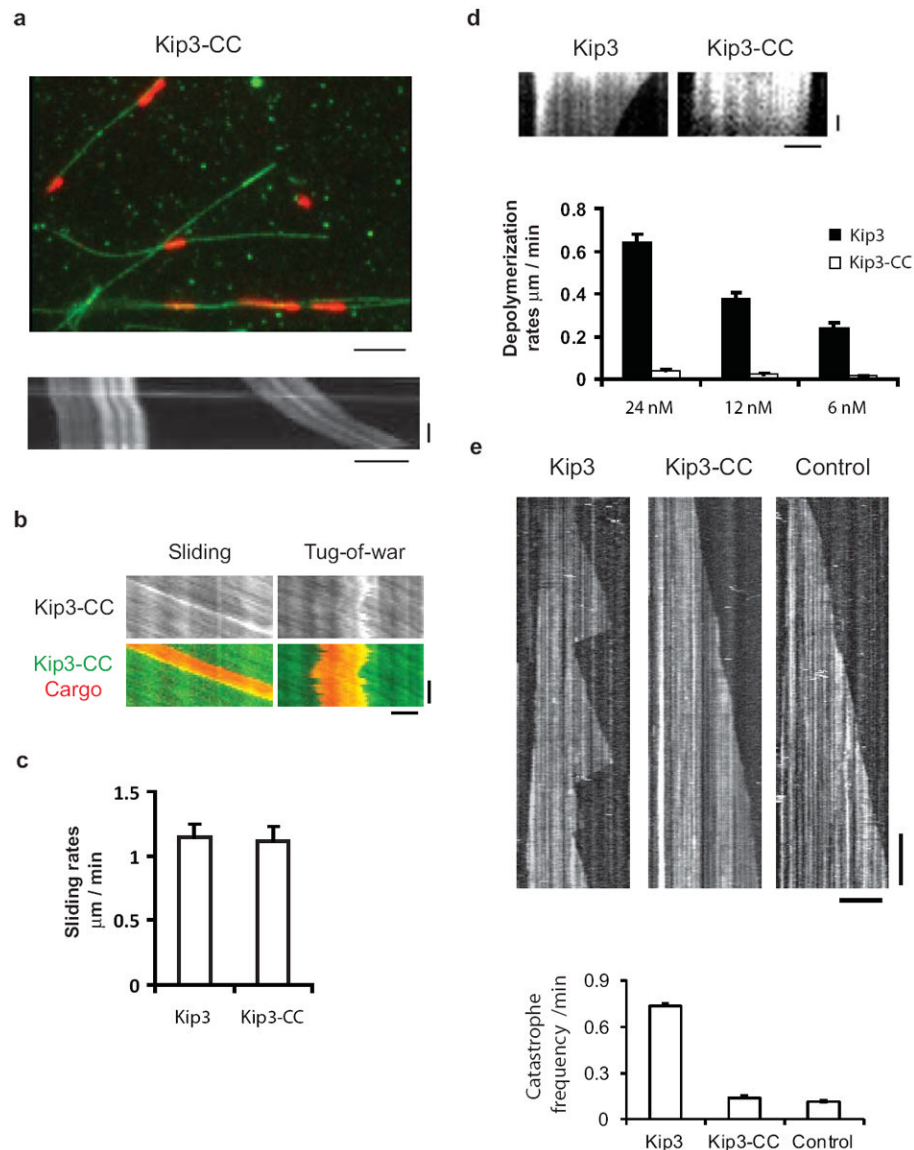 a
Kip3-CC
b
Sliding Tug-of-war
Kip3-CC
Kip3-CC
Cargo
c
Sliding rates
μm / min
1.5
1
0.5
0
Kip3 Kip3-CC
d
Kip3 Kip3-CC
Depolymerization
rates μm / min
0.8
0.6
0.4
0.2
0
Kip3
Kip3-CC
24 nM 12 nM 6 nM
e
Kip3 Kip3-CC Control
Catastrophe
frequency /min
0.9
0.6
0.3
0
Kip3 Kip3-CC Control